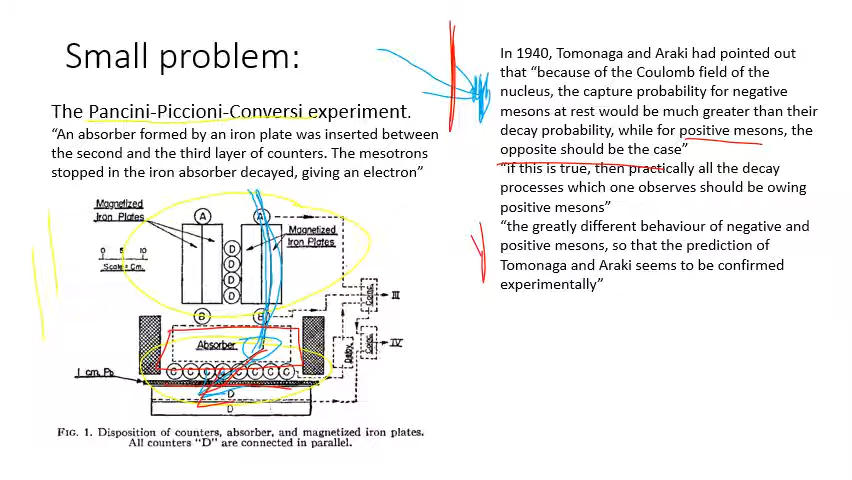 Small problem:
The Pancini-Piccioni-Conversi experiment.
“An absorber formed by an iron plate was inserted between
the second and the third layer of counters. The mesotrons
stopped in the iron absorber decayed, giving an electron”
Magnetized
Iron Plates
A
A
Magnetized
Iron Plates
D
D
D
D
0 5 10
Scale-Cm.
B
B
III
Absorber
Delay
IV
C C C C C C C C
1 cm. Pb
D
D
FIG. 1. Disposition of counters, absorber, and magnetized iron plates.
All counters "D" are connected in parallel.
In 1940, Tomonaga and Araki had pointed out
that “because of the Coulomb field of the
nucleus, the capture probability for negative
mesons at rest would be much greater than their
decay probability, while for positive mesons, the
opposite should be the case”
“if this is true, then practically all the decay
processes which one observes should be owing
positive mesons”
“the greatly different behaviour of negative and
positive mesons, so that the prediction of
Tomonaga and Araki seems to be confirmed
experimentally”